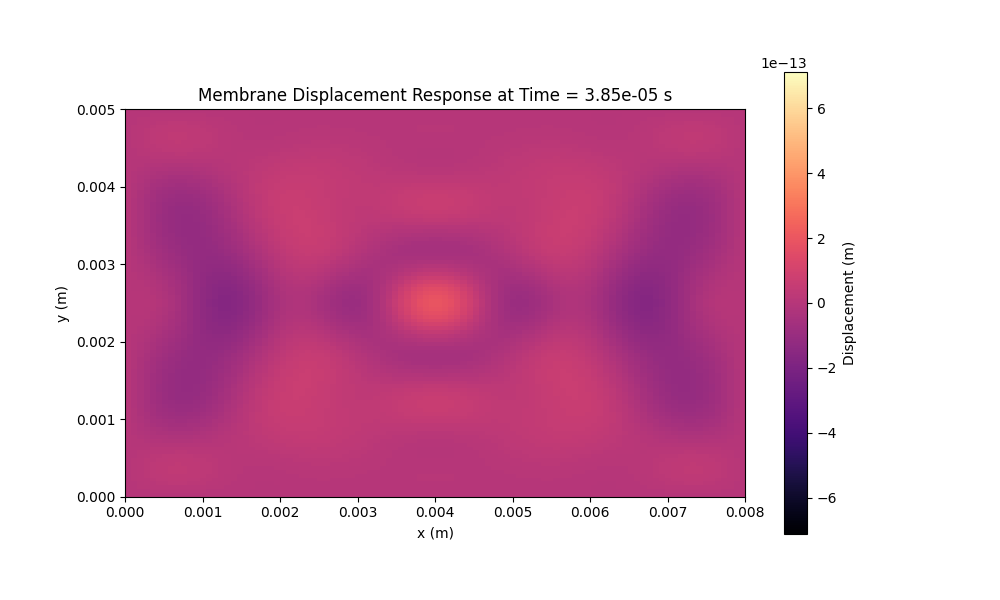 1e−13
Membrane Displacement Response at Time = 3.85e-05 s
0.005
0.004
0.003
0.002
0.001
0.000
y (m)
0.000 0.001 0.002 0.003 0.004 0.005 0.006 0.007 0.008
x (m)
6
4
2
0
−2
−4
−6
Displacement (m)